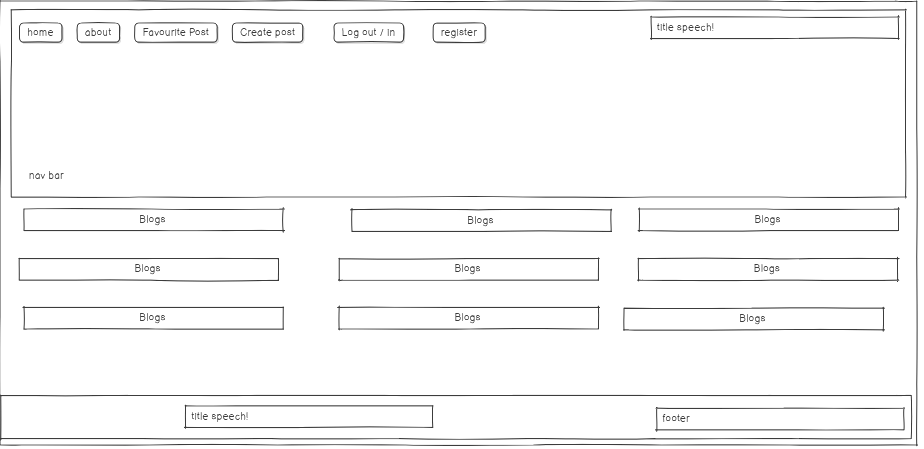 home about Favourite Post Create post Log out / In register title speech!
nav bar
Blogs Blogs Blogs
Blogs Blogs Blogs
Blogs Blogs Blogs
title speech! footer